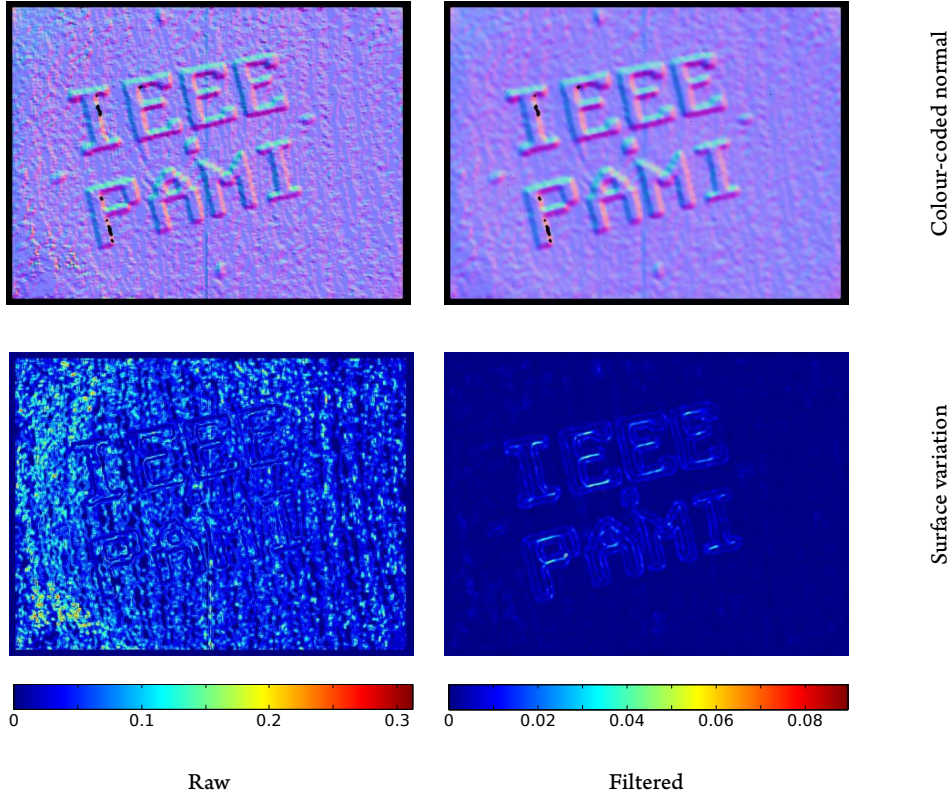 IEEE
PAMI
IEEE
PAMI
Colour-coded normal
IEEE
PAMI
IEEE
PAMI
Surface variation
0 0.1 0.2 0.3
0 0.02 0.04 0.06 0.08
Raw
Filtered